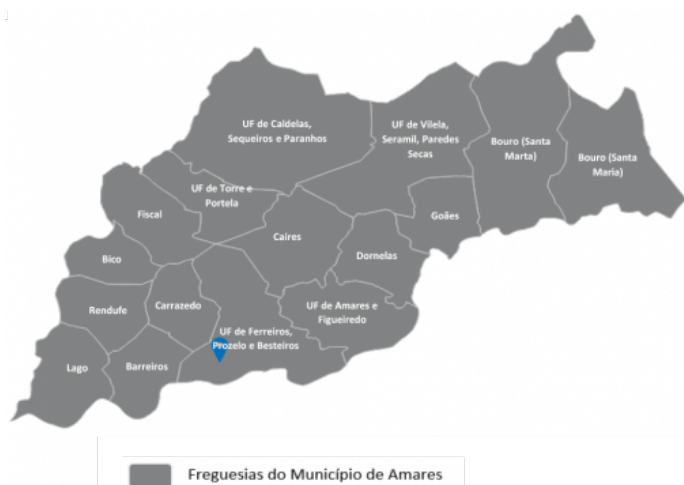 UF de Caldelas,
Sequeiros e Paranhos
UF de Vilela,
Seramil, Paredes
Secas
Bouro (Santa
Marta)
Bouro (Santa
Maria)
UF de Torre e
Portela
Fiscal
Goães
Caires
Dornelas
Bico
Rendufe
Carrazedo
UF de Amares e
Figueiredo
UF de Ferreiros,
Prozelo e Besteiros
Lago
Barreiros
Freguesias do Município de Amares